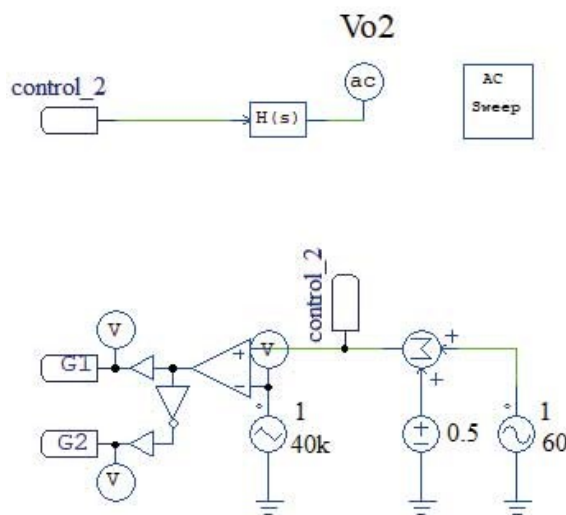 Vo2
control_2
ac
H(s)
AC
Sweep
control_2
V
G1
V
+
−
+
Σ
+
1
40k
+
−
0.5
1
60
G2
V